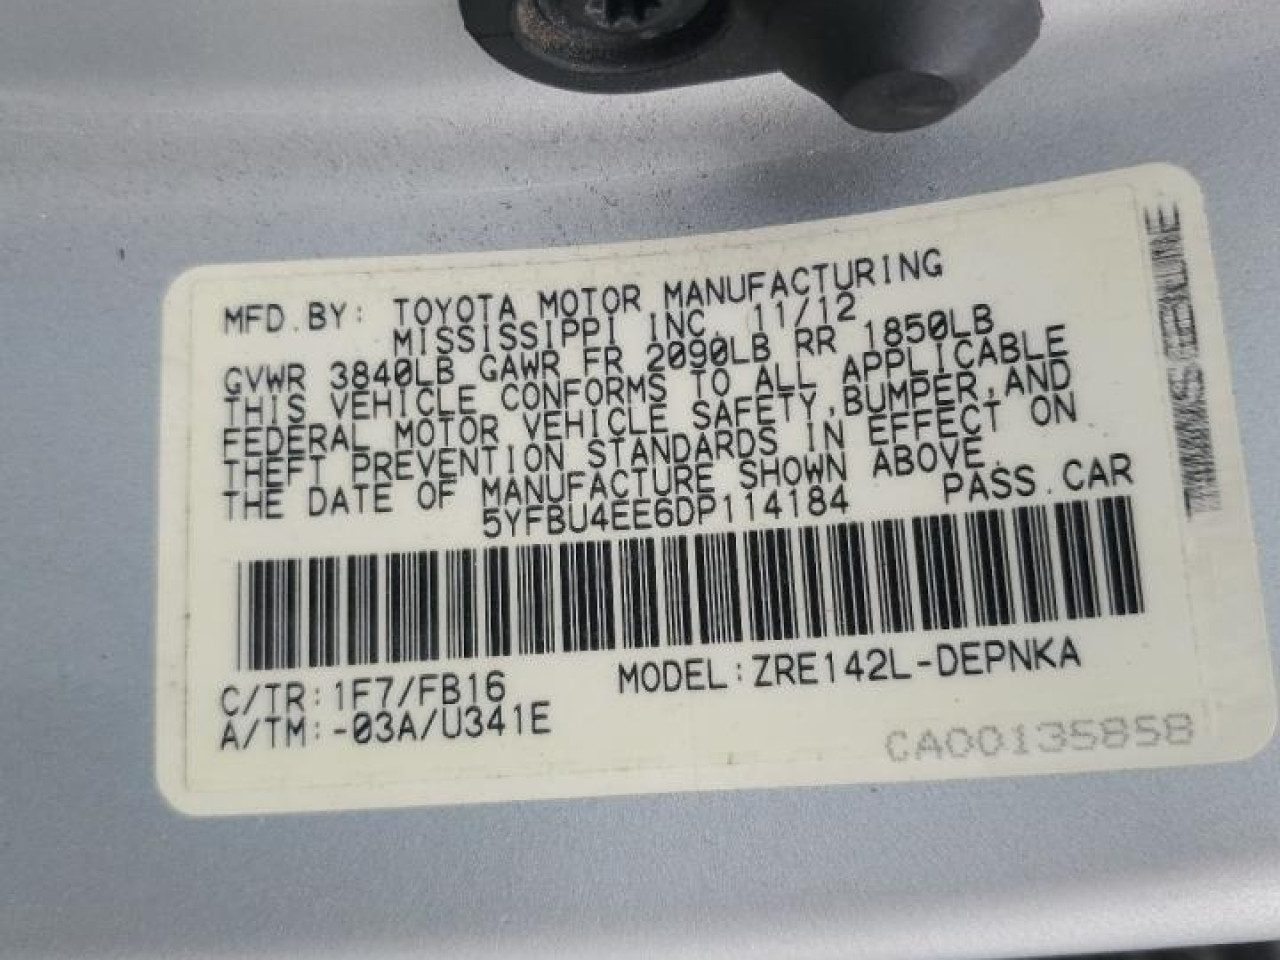 MFD.BY: TOYOTA MOTOR MANUFACTURING
MISSISSIPPI INC. 11/12
GVWR 3840LB GAWR FR 2090LB RR 1850LB
THIS VEHICLE CONFORMS TO ALL APPLICABLE
FEDERAL MOTOR VEHICLE SAFETY,BUMPER,AND
THEFT PREVENTION STANDARDS IN EFFECT ON
THE DATE OF MANUFACTURE SHOWN ABOVE.
5YFBU4EE6DP114184 PASS.CAR
C/TR:1F7/FB16 MODEL:ZRE142L-DEPNKA
A/TM:-03A/U341E
CA00135858